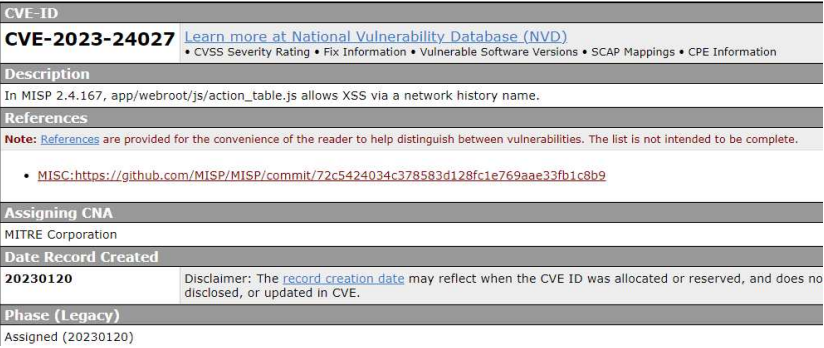 CVE-ID
CVE-2023-24027
Learn more at National Vulnerability Database (NVD)
• CVSS Severity Rating • Fix Information • Vulnerable Software Versions • SCAP Mappings • CPE Information
Description
In MISP 2.4.167, app/webroot/js/action_table.js allows XSS via a network history name.
References
Note: References are provided for the convenience of the reader to help distinguish between vulnerabilities. The list is not intended to be complete.
• MISC:https://github.com/MISP/MISP/commit/72c5424034c378583d128fc1e769aae33fb1c8b9
Assigning CNA
MITRE Corporation
Date Record Created
20230120
Disclaimer: The record creation date may reflect when the CVE ID was allocated or reserved, and does no
disclosed, or updated in CVE.
Phase (Legacy)
Assigned (20230120)